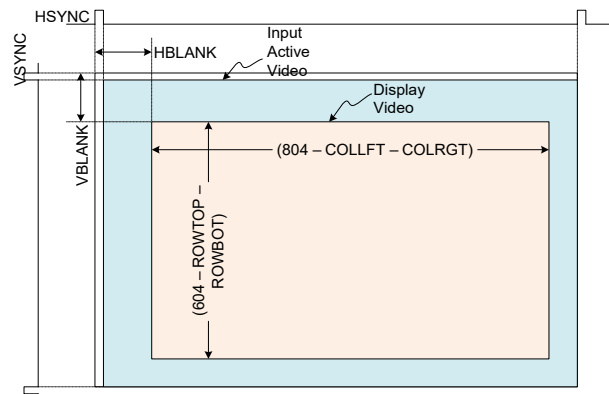 HSYNC
VSYNC
HBLANK
Input
Active
Video
Display
Video
VBLANK
(804 – COLLFT – COLRGT)
(604 – ROWTOP –
ROWBOT)